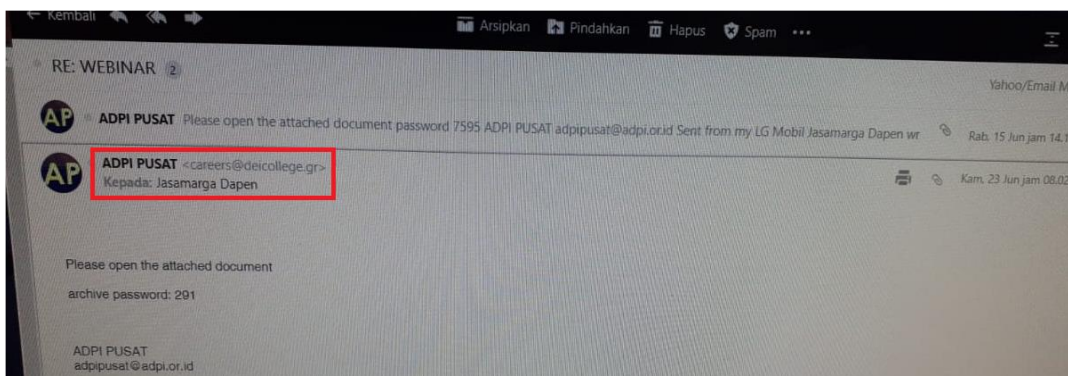 ← Kembali
Arsipkan Pindahkan Hapus Spam •••
RE: WEBINAR 2
Yahoo/Email M
AP ADPI PUSAT Please open the attached document password 7595 ADPI PUSAT adpipusat@adpi.or.id Sent from my LG Mobil Jasamarga Dapen wr Rab. 15 Jun jam 14.1
AP ADPI PUSAT <careers@deicollege.gr>
Kepada: Jasamarga Dapen
Kam, 23 Jun jam 08.02
Please open the attached document
archive password: 291
ADPI PUSAT
adpipusat@adpi.or.id